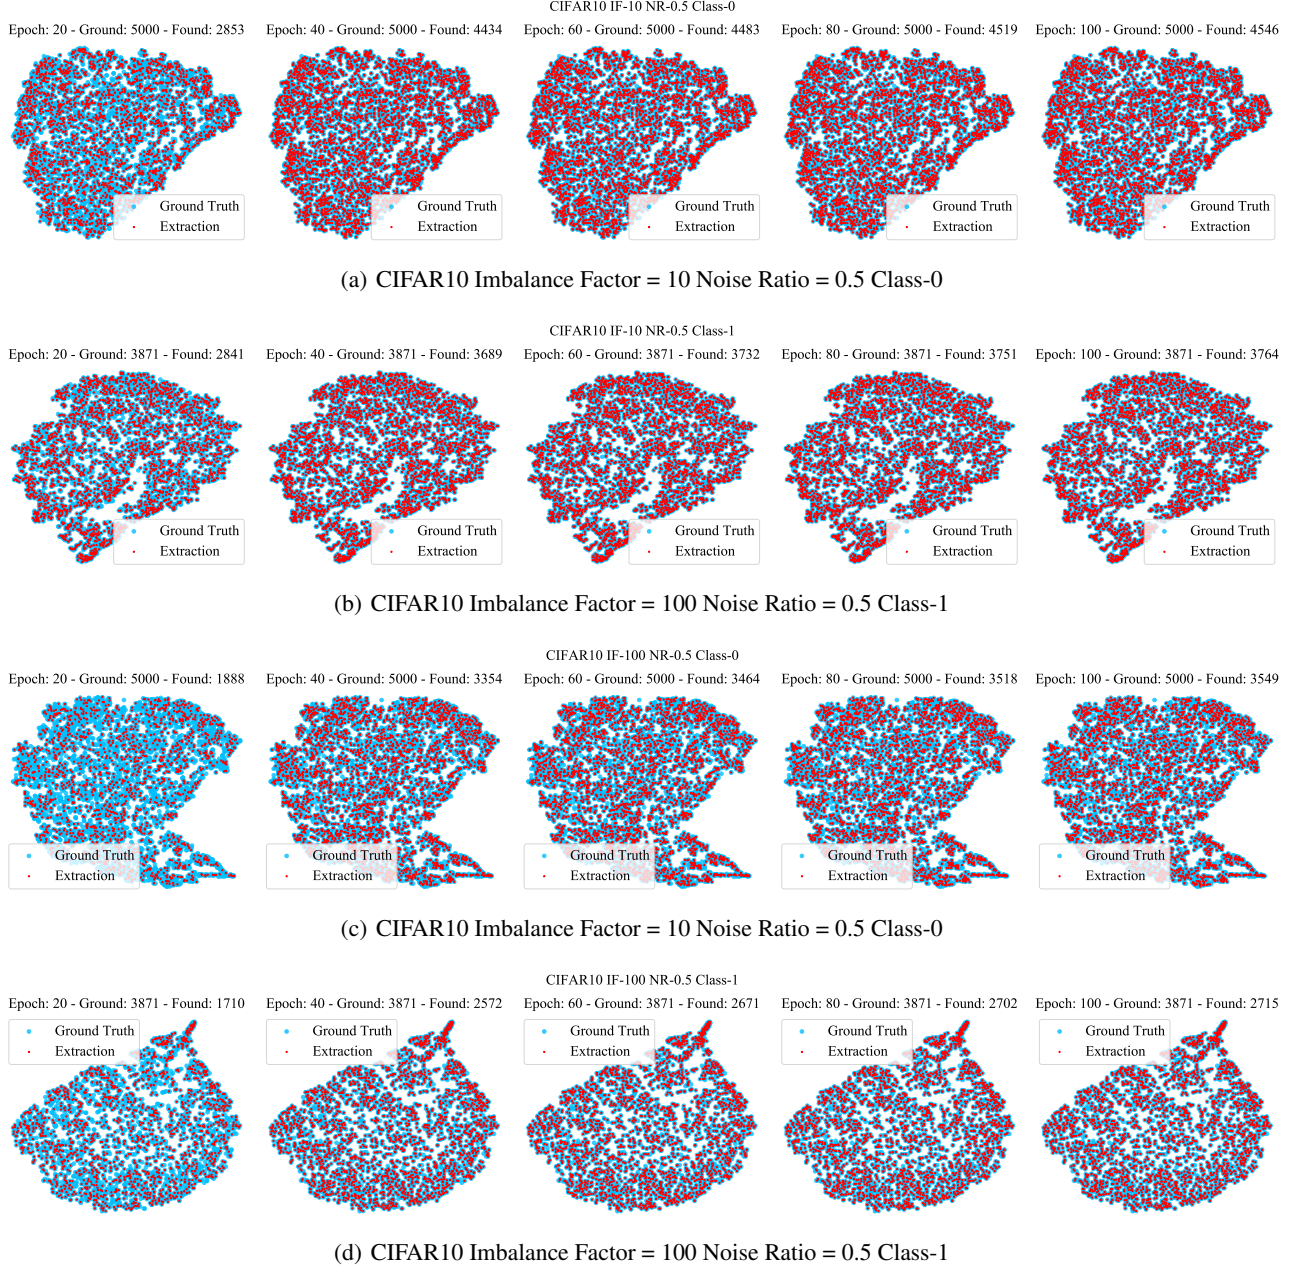 CIFAR10 IF-10 NR-0.5 Class-0
Epoch: 20 - Ground: 5000 - Found: 2853
Epoch: 40 - Ground: 5000 - Found: 4434
Epoch: 60 - Ground: 5000 - Found: 4483
Epoch: 80 - Ground: 5000 - Found: 4519
Epoch: 100 - Ground: 5000 - Found: 4546
Ground Truth
Extraction
Ground Truth
Extraction
Ground Truth
Extraction
Ground Truth
Extraction
Ground Truth
Extraction
(a) CIFAR10 Imbalance Factor = 10 Noise Ratio = 0.5 Class-0
CIFAR10 IF-10 NR-0.5 Class-1
Epoch: 20 - Ground: 3871 - Found: 2841
Epoch: 40 - Ground: 3871 - Found: 3689
Epoch: 60 - Ground: 3871 - Found: 3732
Epoch: 80 - Ground: 3871 - Found: 3751
Epoch: 100 - Ground: 3871 - Found: 3764
Ground Truth
Extraction
Ground Truth
Extraction
Ground Truth
Extraction
Ground Truth
Extraction
Ground Truth
Extraction
(b) CIFAR10 Imbalance Factor = 100 Noise Ratio = 0.5 Class-1
CIFAR10 IF-100 NR-0.5 Class-0
Epoch: 20 - Ground: 5000 - Found: 1888
Epoch: 40 - Ground: 5000 - Found: 3354
Epoch: 60 - Ground: 5000 - Found: 3464
Epoch: 80 - Ground: 5000 - Found: 3518
Epoch: 100 - Ground: 5000 - Found: 3549
Ground Truth
Extraction
Ground Truth
Extraction
Ground Truth
Extraction
Ground Truth
Extraction
Ground Truth
Extraction
(c) CIFAR10 Imbalance Factor = 10 Noise Ratio = 0.5 Class-0
CIFAR10 IF-100 NR-0.5 Class-1
Epoch: 20 - Ground: 3871 - Found: 1710
Epoch: 40 - Ground: 3871 - Found: 2572
Epoch: 60 - Ground: 3871 - Found: 2671
Epoch: 80 - Ground: 3871 - Found: 2702
Epoch: 100 - Ground: 3871 - Found: 2715
Ground Truth
Extraction
Ground Truth
Extraction
Ground Truth
Extraction
Ground Truth
Extraction
Ground Truth
Extraction
(d) CIFAR10 Imbalance Factor = 100 Noise Ratio = 0.5 Class-1